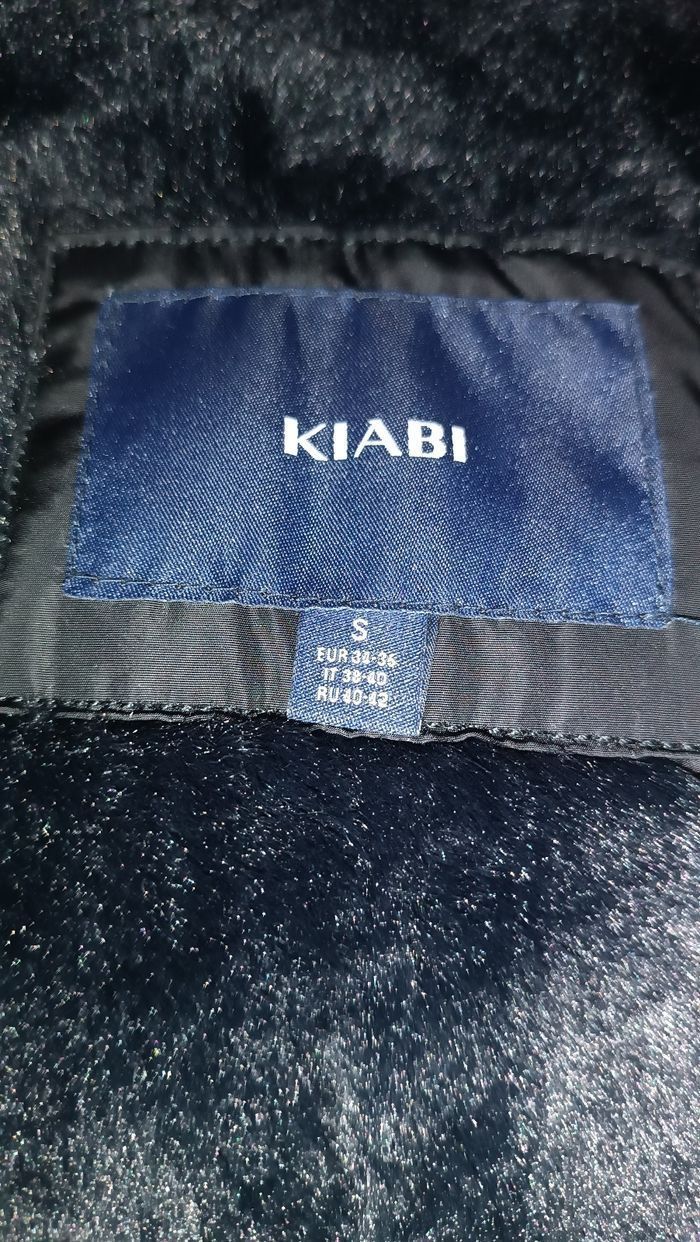 KIABI
S
EUR 34-36
IT 38-40
RU 40-42